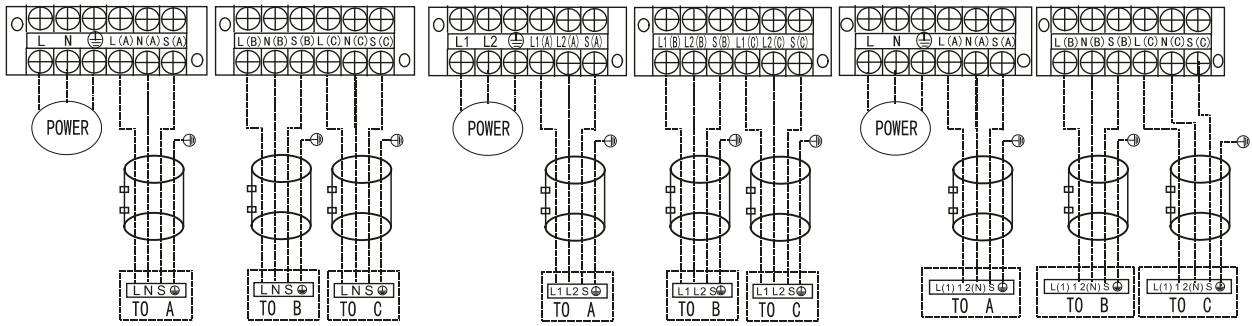 L N L(A) N(A) S(A)
L(B) N(B) S(B) L(C) N(C) S(C)
POWER
L N S
TO A
L N S
TO B
L N S
TO C
L1 L2 L1(A) L2(A) S(A)
L1(B) L2(B) S(B) L1(C) L2(C) S(C)
POWER
L1 L2 S
TO A
L1 L2 S
TO B
L1 L2 S
TO C
L N L(A) N(A) S(A)
L(B) N(B) S(B) L(C) N(C) S(C)
POWER
L(1) 1 2(N) S
TO A
L(1) 1 2(N) S
TO B
L(1) 1 2(N) S
TO C